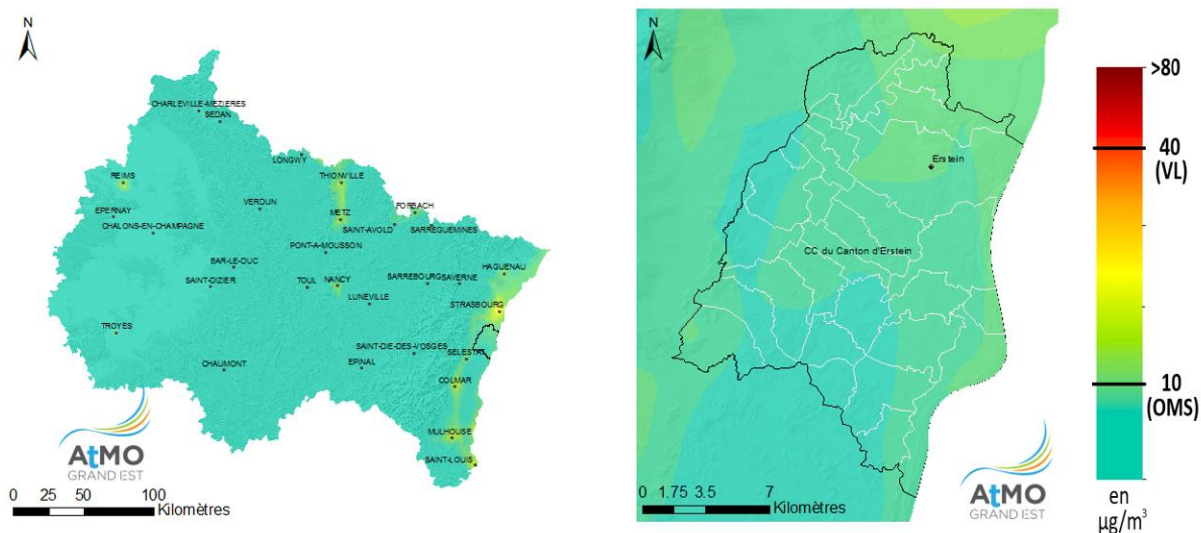 N
CHARLEVILLE-MEZIERES
SEDAN
LONGWY
REIMS
THIONVILLE
EPERNAY
VERDUN
METZ
FORBACH
CHALONS-EN-CHAMPAGNE
SAINT-AVOLD
SARREGUEMINES
PONT-A-MOUSSON
BAR-LE-DUC
HAGUENAU
SAINT-DIZIER
TOUL
NANCY
SARREBOURG
SAVERNE
LUNEVILLE
STRASBOURG
TROYES
SAINT-DIE-DES-VOSGES
SELESTAT
CHAUMONT
EPINAL
COLMAR
MULHOUSE
SAINT-LOUIS
AtMO
GRAND EST
0 25 50 100
Kilomètres
N
Erstein
CC du Canton d'Erstein
0 1.75 3.5 7
Kilomètres
AtMO
GRAND EST
>80
40
(VL)
10
(OMS)
en
µg/m³